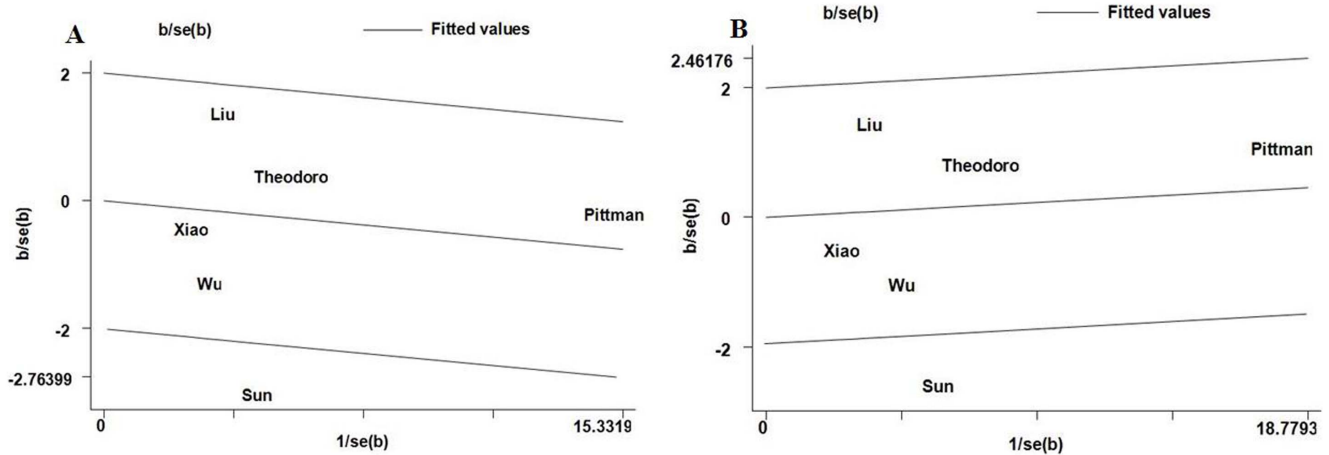 A
b/se(b) Fitted values
2
Liu
Theodoro
0
Pittman
Xiao
Wu
-2
-2.76399
Sun
b/se(b)
0 15.3319
1/se(b)
B
b/se(b) Fitted values
2.46176
2
Liu
Pittman
Theodoro
0
Xiao
Wu
-2
Sun
b/se(b)
0 18.7793
1/se(b)